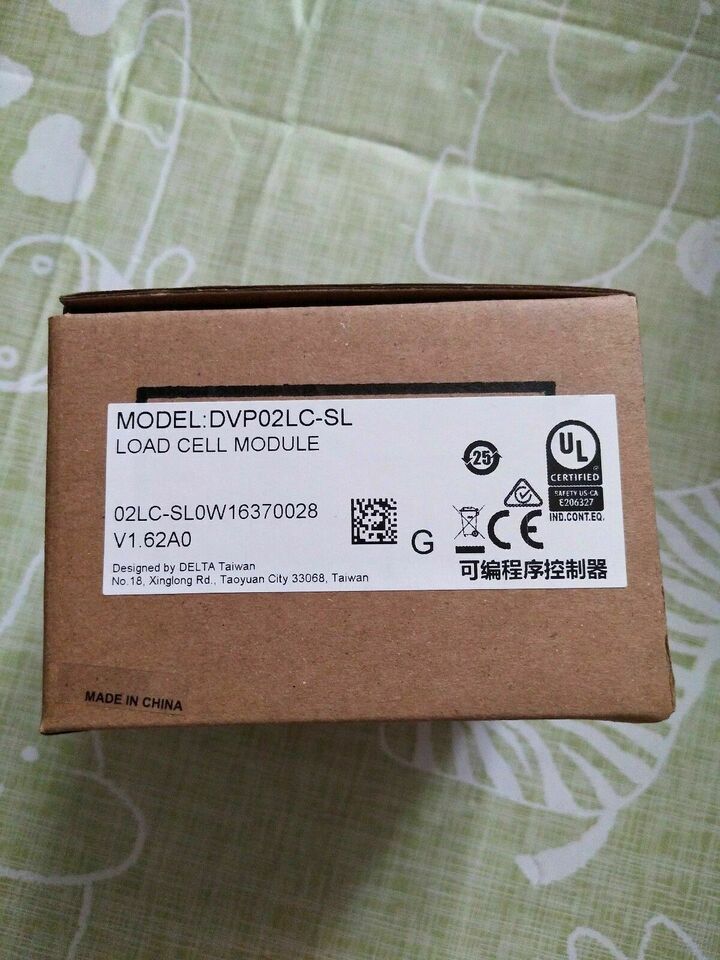 MODEL:DVP02LC-SL
LOAD CELL MODULE
25
UL
CERTIFIED
SAFETY US-CA
E206327
IND.CONT.EQ.
02LC-SL0W16370028
V1.62A0
G
CE
Designed by DELTA Taiwan
No.18, Xinglong Rd., Taoyuan City 33068, Taiwan
可编程序控制器
MADE IN CHINA